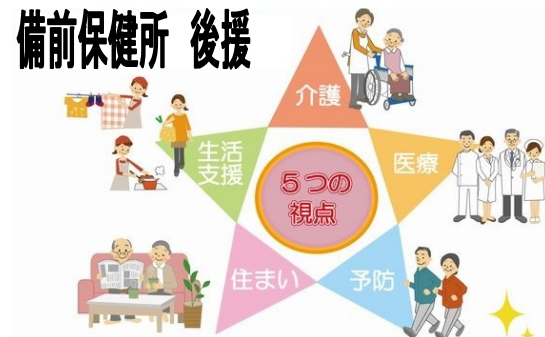 備前保健所 後援
介護
生活
支援
医療
5つの
視点
住まい
予防